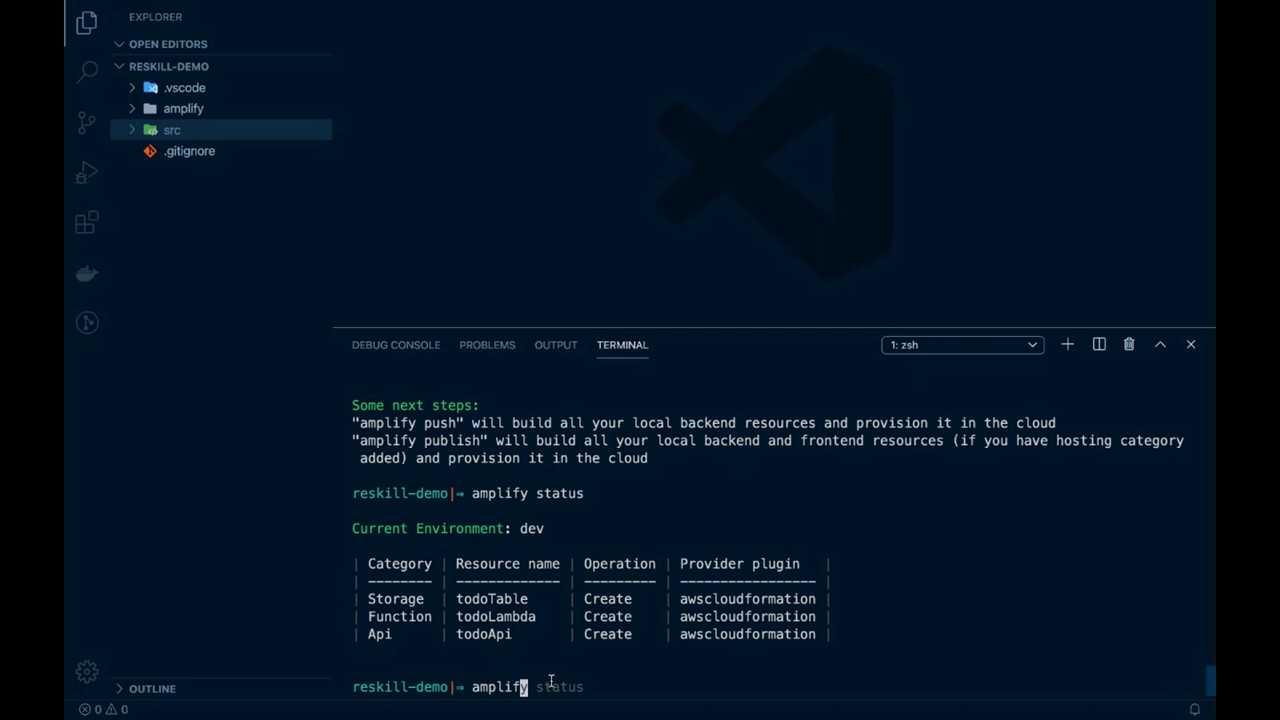 EXPLORER
OPEN EDITORS
RESKILL-DEMO
.vscode
amplify
src
.gitignore
OUTLINE
0 0
DEBUG CONSOLE PROBLEMS OUTPUT TERMINAL 1: zsh
Some next steps:
"amplify push" will build all your local backend resources and provision it in the cloud
"amplify publish" will build all your local backend and frontend resources (if you have hosting category
added) and provision it in the cloud
reskill-demo|⇒ amplify status
Current Environment: dev
| Category | Resource name | Operation | Provider plugin |
| -------- | ------------- | --------- | ----------------- |
| Storage | todoTable | Create | awscloudformation |
| Function | todoLambda | Create | awscloudformation |
| Api | todoApi | Create | awscloudformation |
reskill-demo|⇒ amplify status